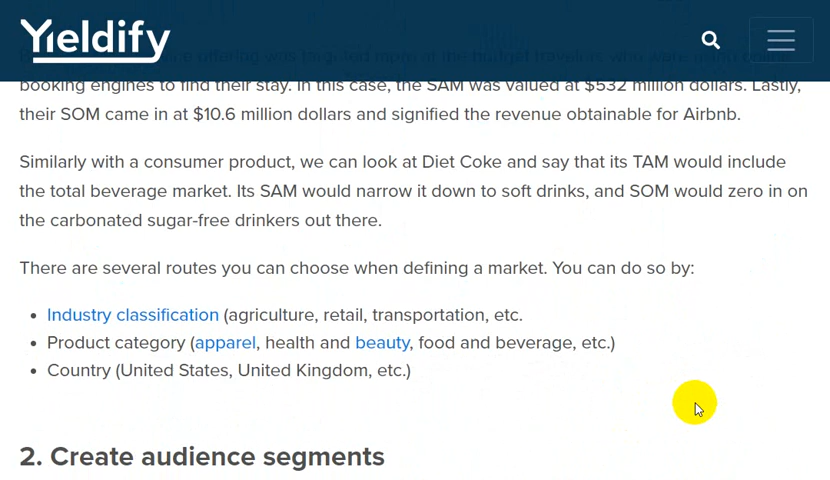 Yieldify
booking engines to find their stay. In this case, the SAM was valued at $532 million dollars. Lastly,
their SOM came in at $10.6 million dollars and signified the revenue obtainable for Airbnb.
Similarly with a consumer product, we can look at Diet Coke and say that its TAM would include
the total beverage market. Its SAM would narrow it down to soft drinks, and SOM would zero in on
the carbonated sugar-free drinkers out there.
There are several routes you can choose when defining a market. You can do so by:
• Industry classification (agriculture, retail, transportation, etc.
• Product category (apparel, health and beauty, food and beverage, etc.)
• Country (United States, United Kingdom, etc.)
2. Create audience segments